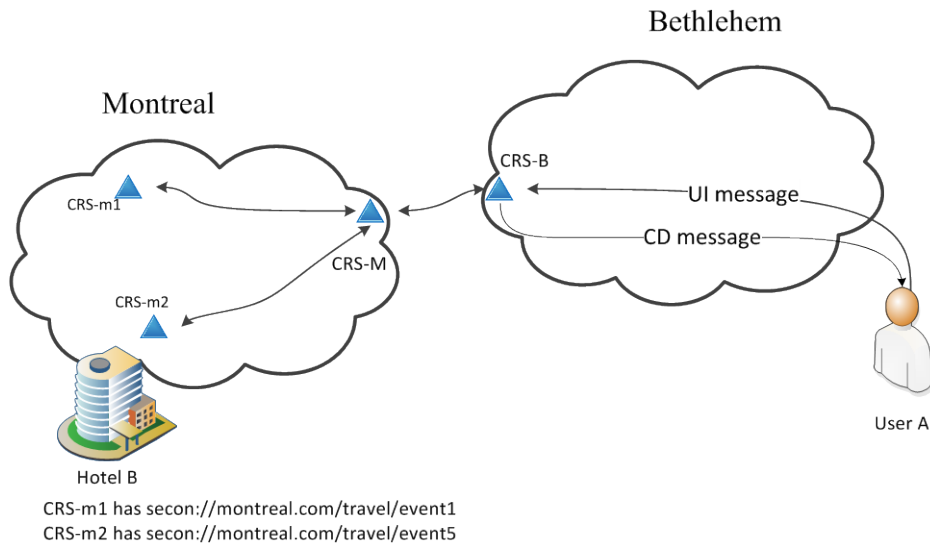 Bethlehem
Montreal
CRS-B
CRS-m1
UI message
CD message
CRS-M
CRS-m2
User A
Hotel B
CRS-m1 has secon://montreal.com/travel/event1
CRS-m2 has secon://montreal.com/travel/event5